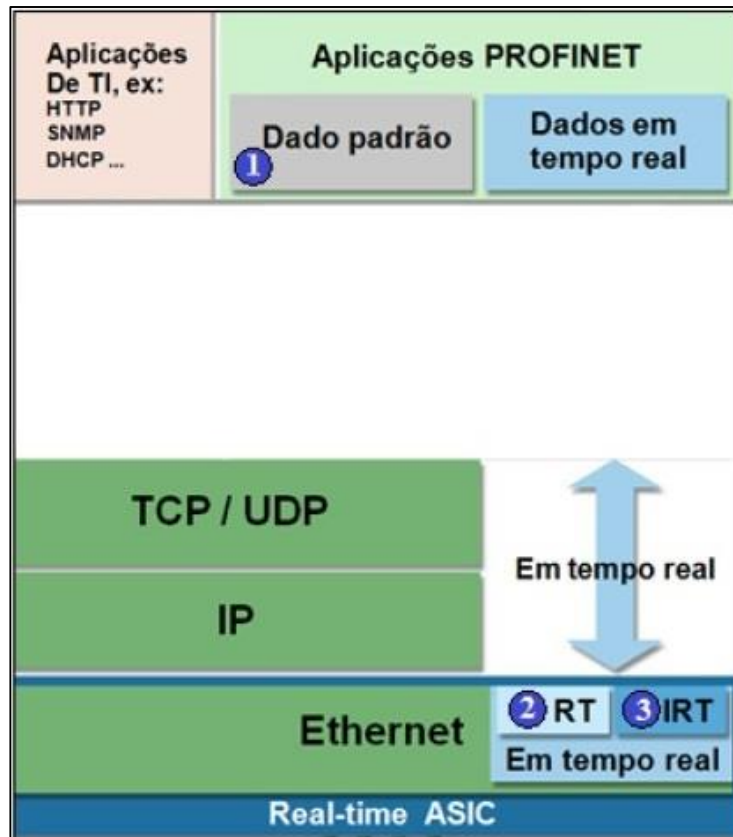 Aplicações
De TI, ex:
HTTP
SNMP
DHCP ...
Aplicações PROFINET
Dado padrão
1
Dados em
tempo real
TCP / UDP
IP
Em tempo real
Ethernet
2 RT
3 IRT
Em tempo real
Real-time ASIC